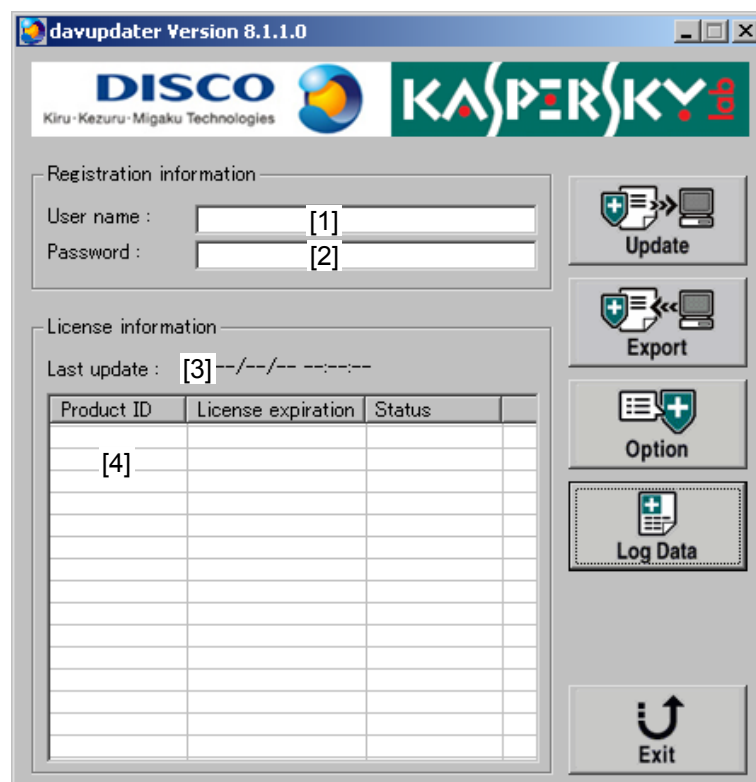 davupdater Version 8.1.1.0
DISCO
Kiru·Kezuru·Migaku Technologies
KASPERSKY lab
Registration information
User name : [1]
Password : [2]
License information
Last update : [3]--/--/-- --:--:--
Product ID License expiration Status
[4]
Update
Export
Option
Log Data
Exit